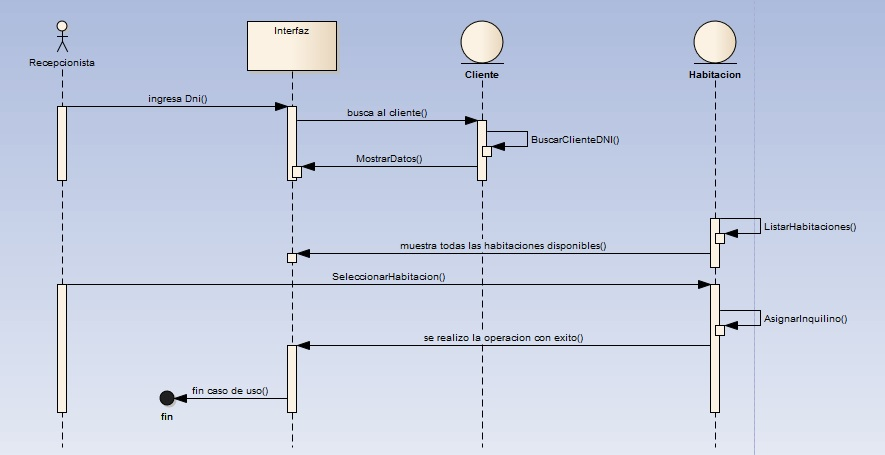 Interfaz
Recepcionista
Cliente
Habitacion
ingresa Dni()
busca al cliente()
BuscarClienteDNI()
MostrarDatos()
ListarHabitaciones()
muestra todas las habitaciones disponibles()
SeleccionarHabitacion()
AsignarInquilino()
se realizo la operacion con exito()
fin caso de uso()
fin